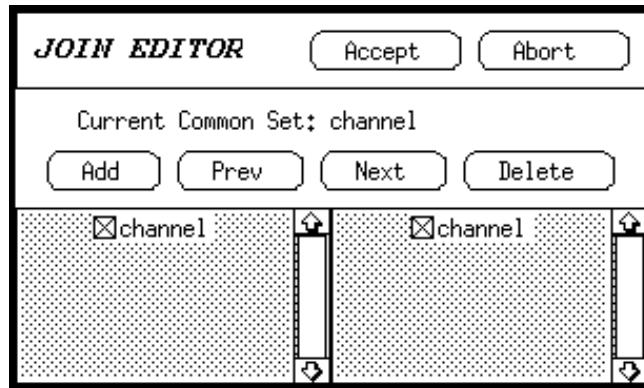 JOIN EDITOR Accept Abort
Current Common Set: channel
Add Prev Next Delete
channel channel